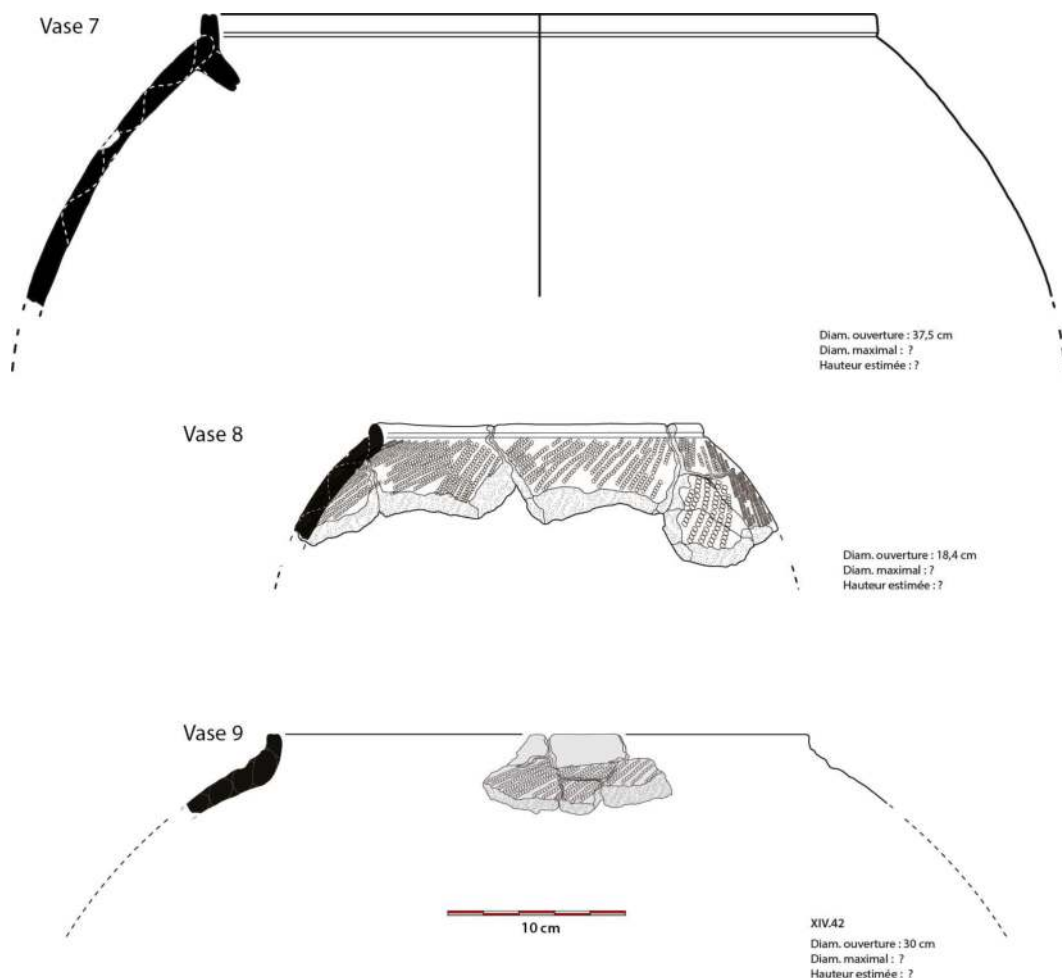 Vase 7
Diam. ouverture : 37,5 cm
Diam. maximal : ?
Hauteur estimée : ?
Vase 8
Diam. ouverture : 18,4 cm
Diam. maximal : ?
Hauteur estimée : ?
Vase 9
10 cm
XIV.42
Diam. ouverture : 30 cm
Diam. maximal : ?
Hauteur estimée : ?